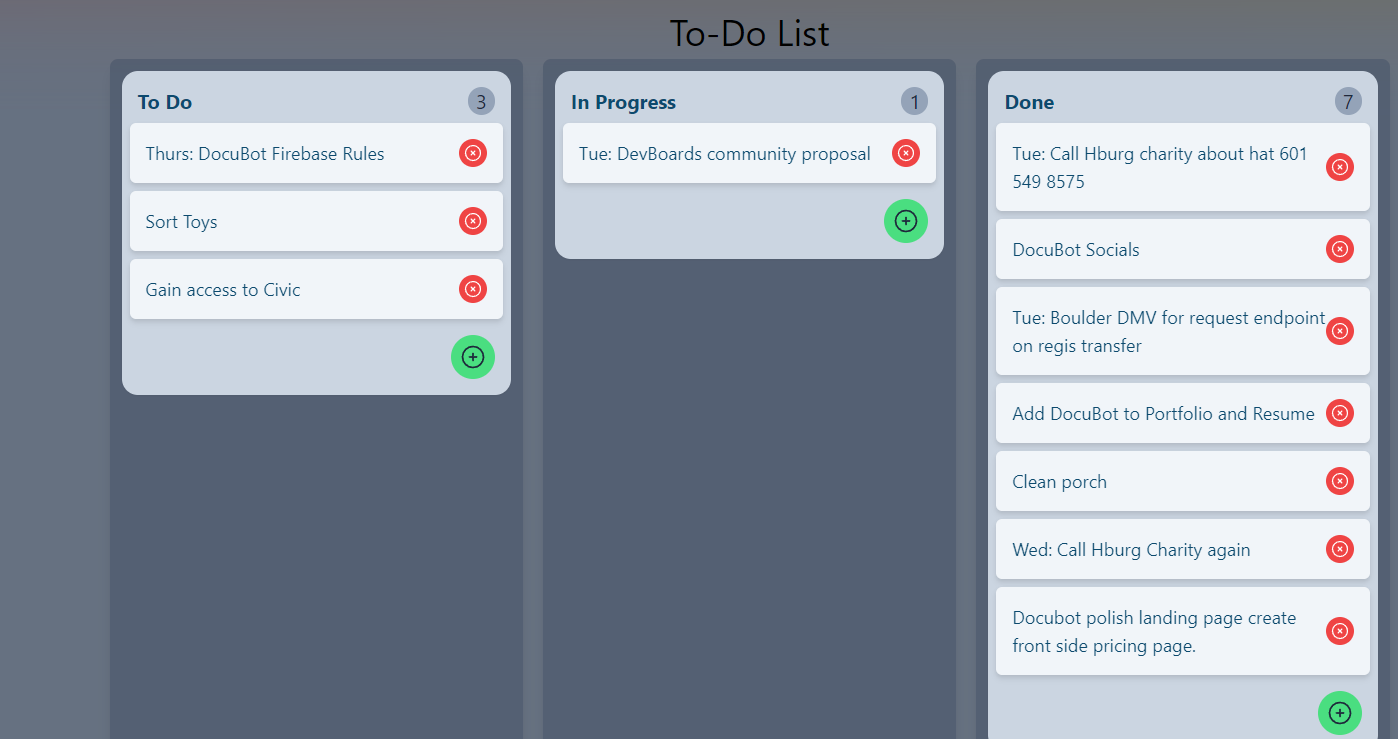 To-Do List
To Do
3
Thurs: DocuBot Firebase Rules
Sort Toys
Gain access to Civic
In Progress
1
Tue: DevBoards community proposal
Done
7
Tue: Call Hburg charity about hat 601
549 8575
DocuBot Socials
Tue: Boulder DMV for request endpoint
on regis transfer
Add DocuBot to Portfolio and Resume
Clean porch
Wed: Call Hburg Charity again
Docubot polish landing page create
front side pricing page.